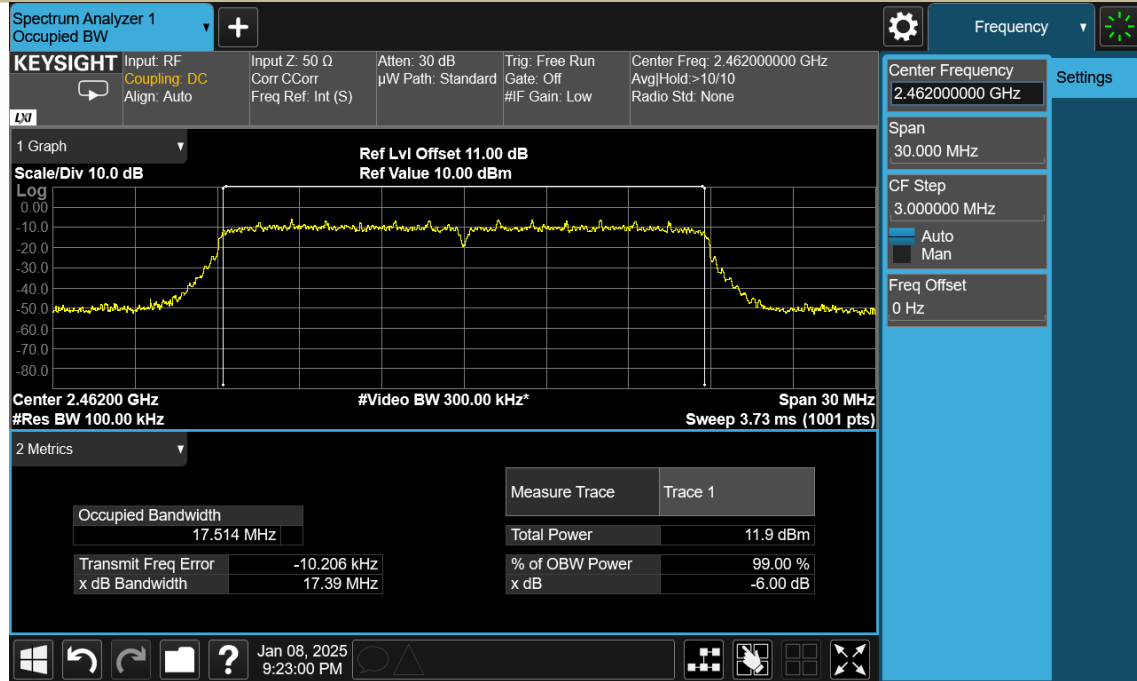 Spectrum Analyzer 1
Occupied BW
+
Frequency
KEYSIGHT
Input: RF
Coupling: DC
Align: Auto
Input Z: 50 Ω
Corr CCorr
Freq Ref: Int (S)
Atten: 30 dB
µW Path: Standard
Trig: Free Run
Gate: Off
#IF Gain: Low
Center Freq: 2.462000000 GHz
Avg|Hold:>10/10
Radio Std: None
LXI
Center Frequency
2.462000000 GHz
Settings
Span
30.000 MHz
CF Step
3.000000 MHz
Auto
Man
Freq Offset
0 Hz
1 Graph
Scale/Div 10.0 dB
Ref Lvl Offset 11.00 dB
Ref Value 10.00 dBm
Log
0.00
-10.0
-20.0
-30.0
-40.0
-50.0
-60.0
-70.0
-80.0
Center 2.46200 GHz
#Video BW 300.00 kHz*
Span 30 MHz
#Res BW 100.00 kHz
Sweep 3.73 ms (1001 pts)
2 Metrics
Measure Trace Trace 1
Occupied Bandwidth
17.514 MHz
Total Power 11.9 dBm
Transmit Freq Error -10.206 kHz
% of OBW Power 99.00 %
x dB Bandwidth 17.39 MHz
x dB -6.00 dB
?
Jan 08, 2025
9:23:00 PM